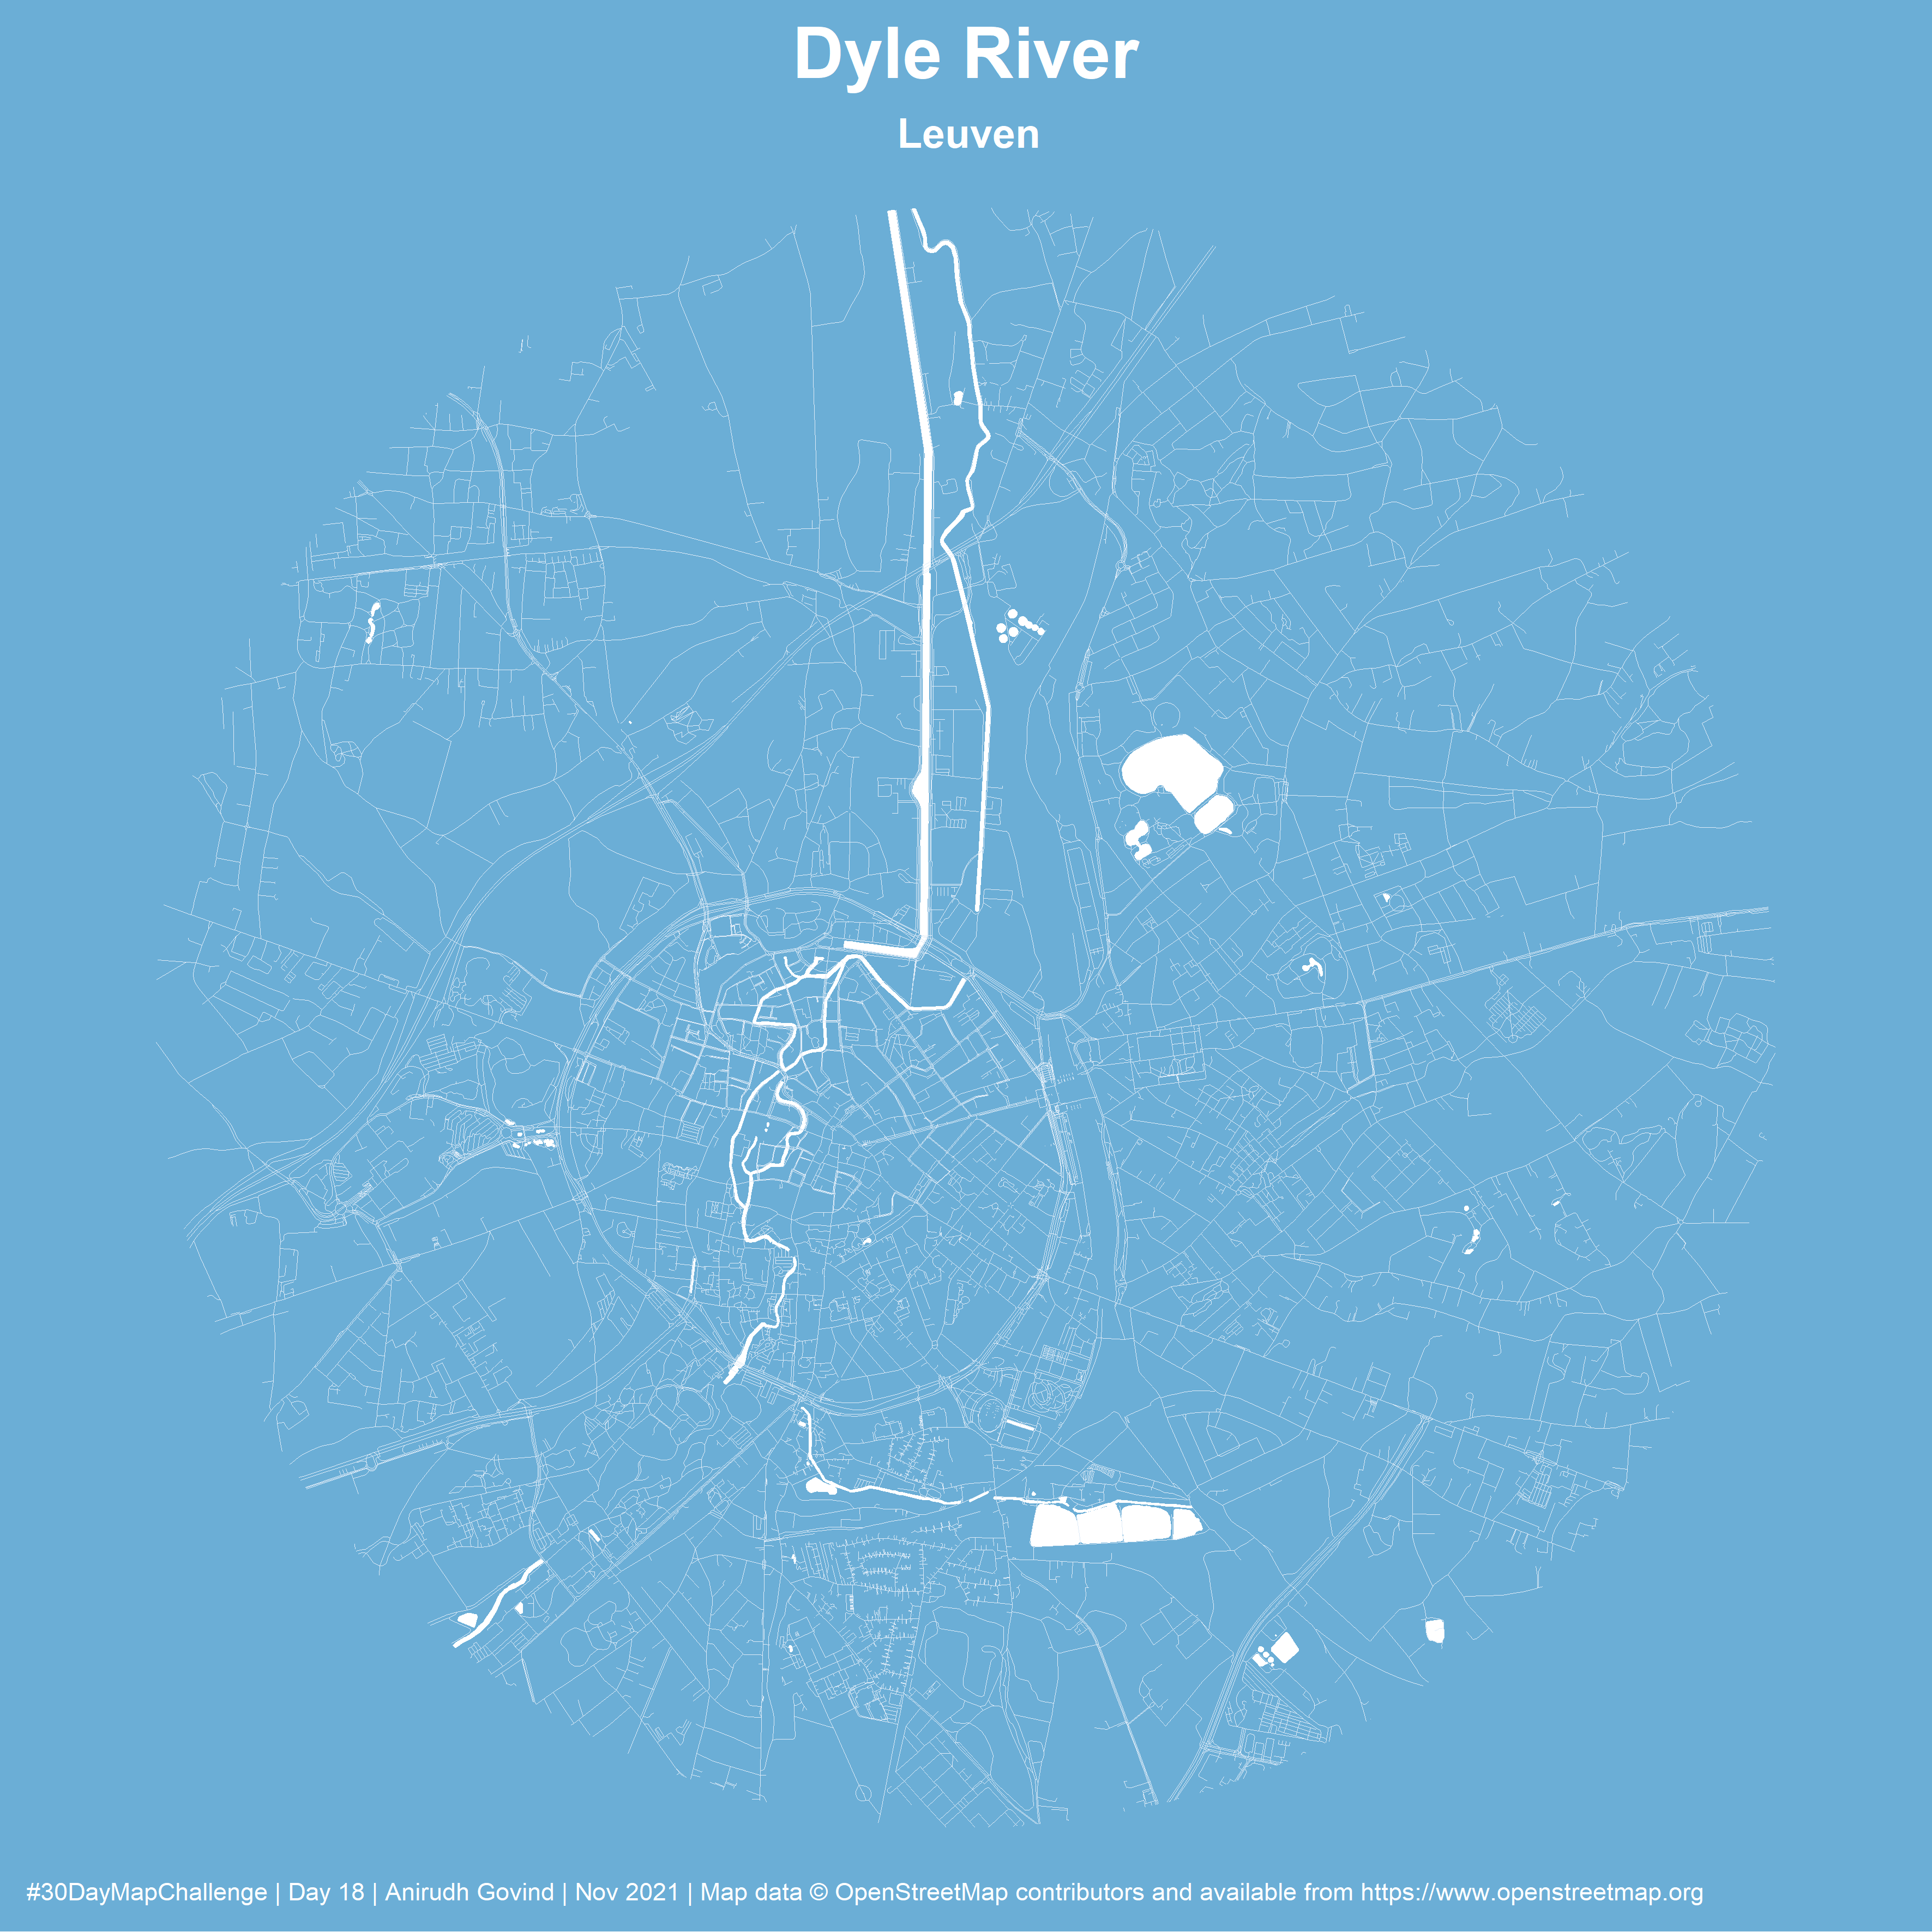 Dyle River
Leuven
#30DayMapChallenge | Day 18 | Anirudh Govind | Nov 2021 | Map data © OpenStreetMap contributors and available from https://www.openstreetmap.org